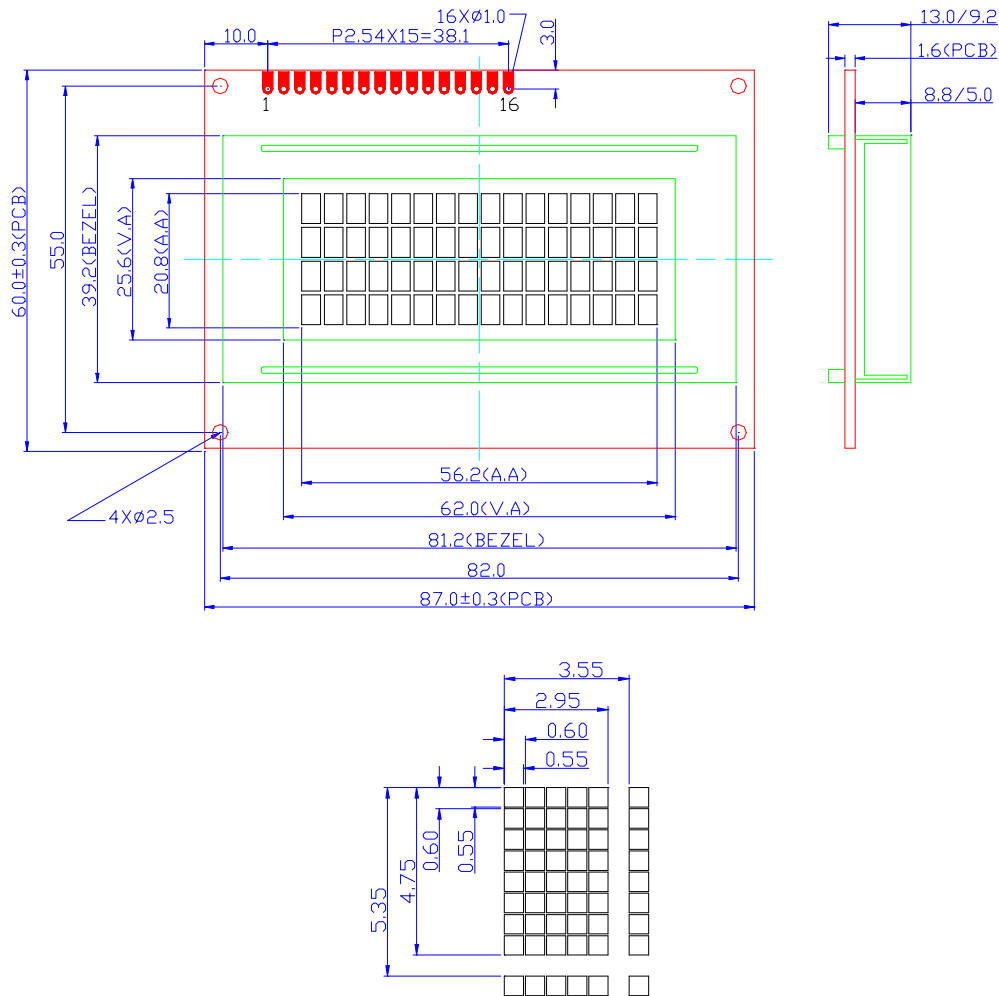 16XØ1.0
13.0/9.2
10.0
P2.54X15=38.1
3.0
1.6(PCB)
8.8/5.0
1
16
60.0±0.3(PCB)
55.0
39.2(BEZEL)
25.6(V.A)
20.8(A.A)
56.2(A.A)
62.0(V.A)
4XØ2.5
81.2(BEZEL)
82.0
87.0±0.3(PCB)
3.55
2.95
0.60
0.55
0.60
0.55
4.75
5.35